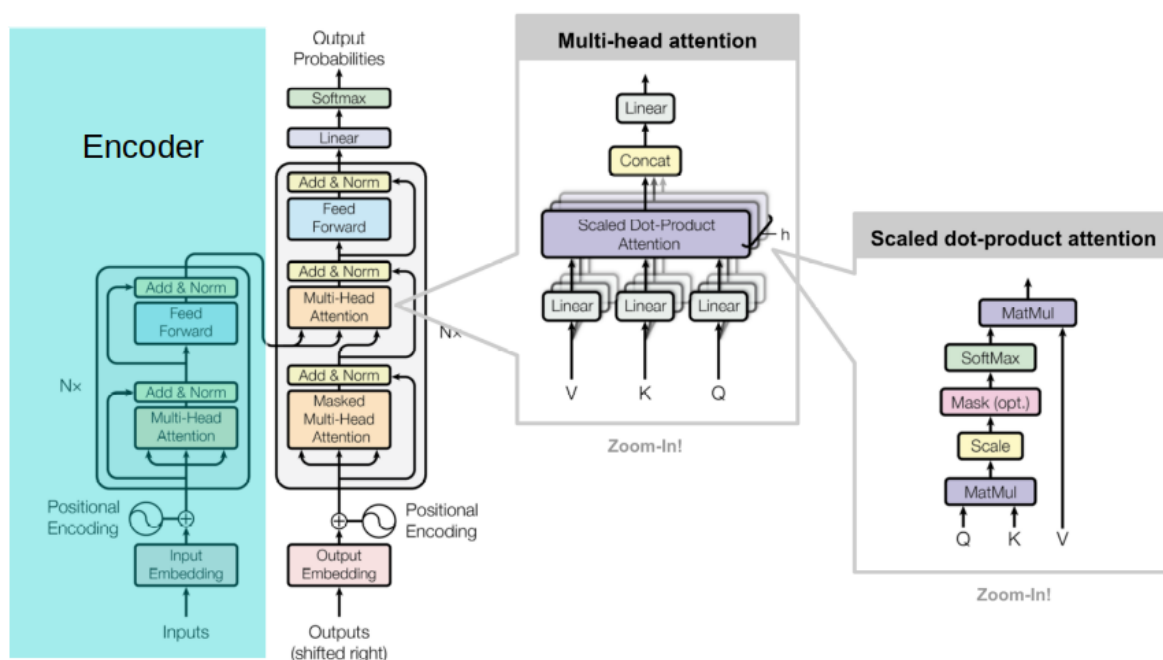 Encoder
Add & Norm
Feed
Forward
Nx
Add & Norm
Multi-Head
Attention
Positional
Encoding
Input
Embedding
Inputs
Output
Probabilities
Softmax
Linear
Add & Norm
Feed
Forward
Add & Norm
Multi-Head
Attention
Nx
Add & Norm
Masked
Multi-Head
Attention
Positional
Encoding
Output
Embedding
Outputs
(shifted right)
Multi-head attention
Linear
Concat
Scaled Dot-Product
Attention
h
Linear
Linear
Linear
V
K
Q
Zoom-In!
Scaled dot-product attention
MatMul
SoftMax
Mask (opt.)
Scale
MatMul
Q
K
V
Zoom-In!